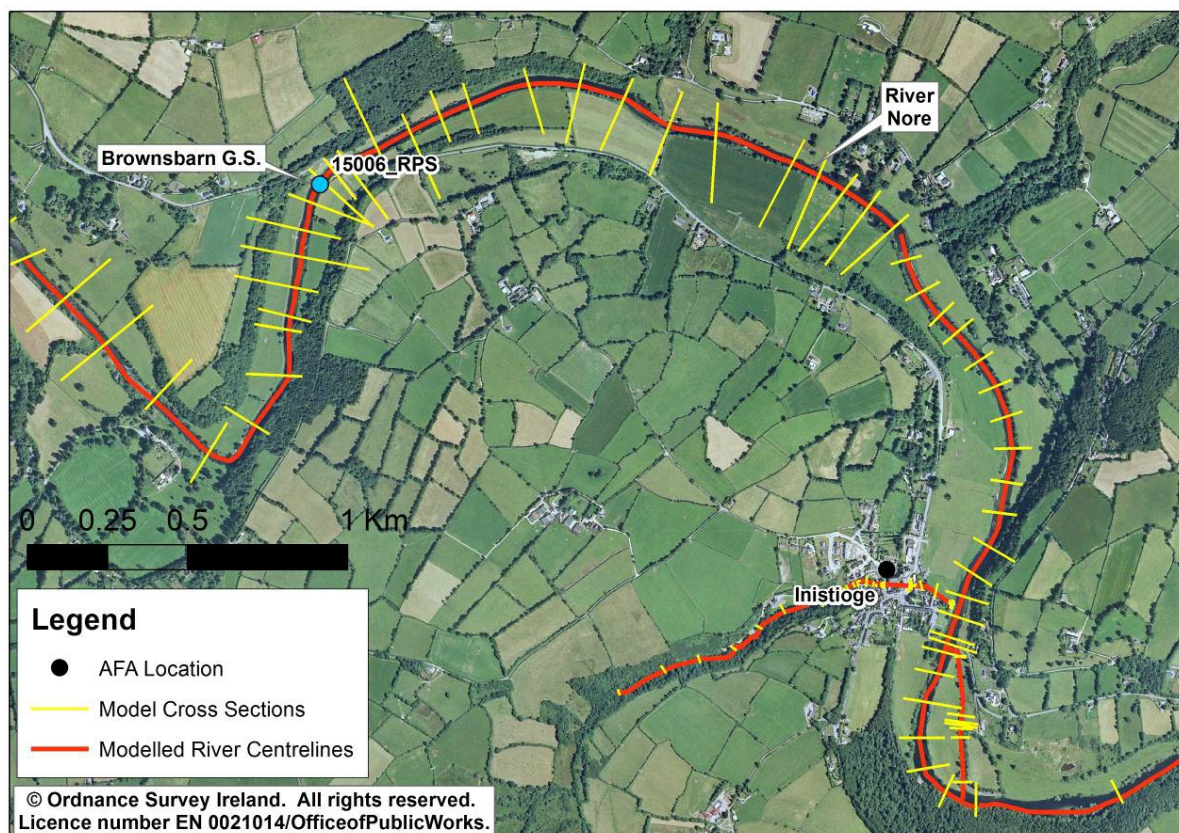 River
Nore
Brownsbarn G.S.
15006_RPS
0 0.25 0.5 1 Km
Inistioge
Legend
AFA Location
Model Cross Sections
Modelled River Centrelines
© Ordnance Survey Ireland. All rights reserved.
Licence number EN 0021014/OfficeofPublicWorks.